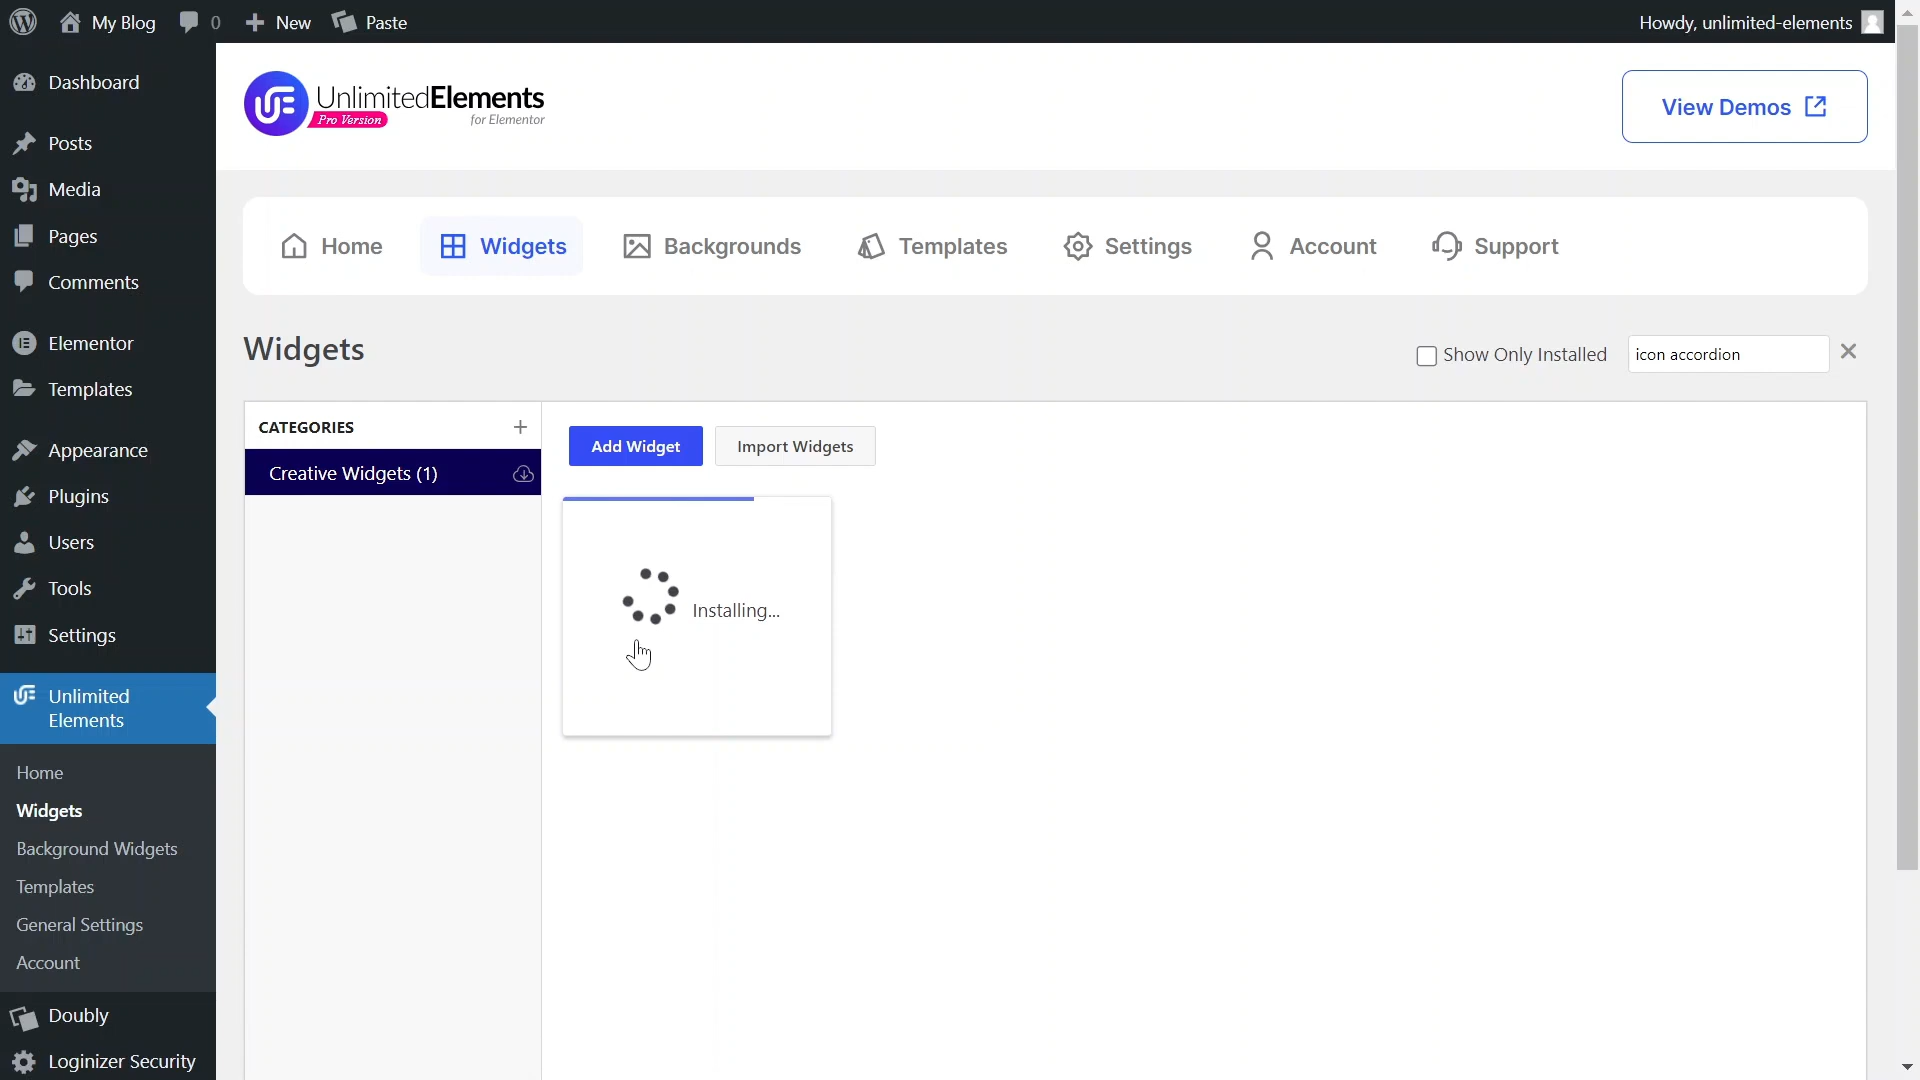 My Blog
0
New
Paste
Howdy, unlimited-elements
Dashboard
Posts
Media
Pages
Comments
Elementor
Templates
Appearance
Plugins
Users
Tools
Settings
Unlimited
Elements
Home
Widgets
Background Widgets
Templates
General Settings
Account
Doubly
Loginizer Security
UnlimitedElements
Pro Version
for Elementor
View Demos
Home
Widgets
Backgrounds
Templates
Settings
Account
Support
Widgets
Show Only Installed
icon accordion
CATEGORIES
Creative Widgets (1)
Add Widget
Import Widgets
Installing...